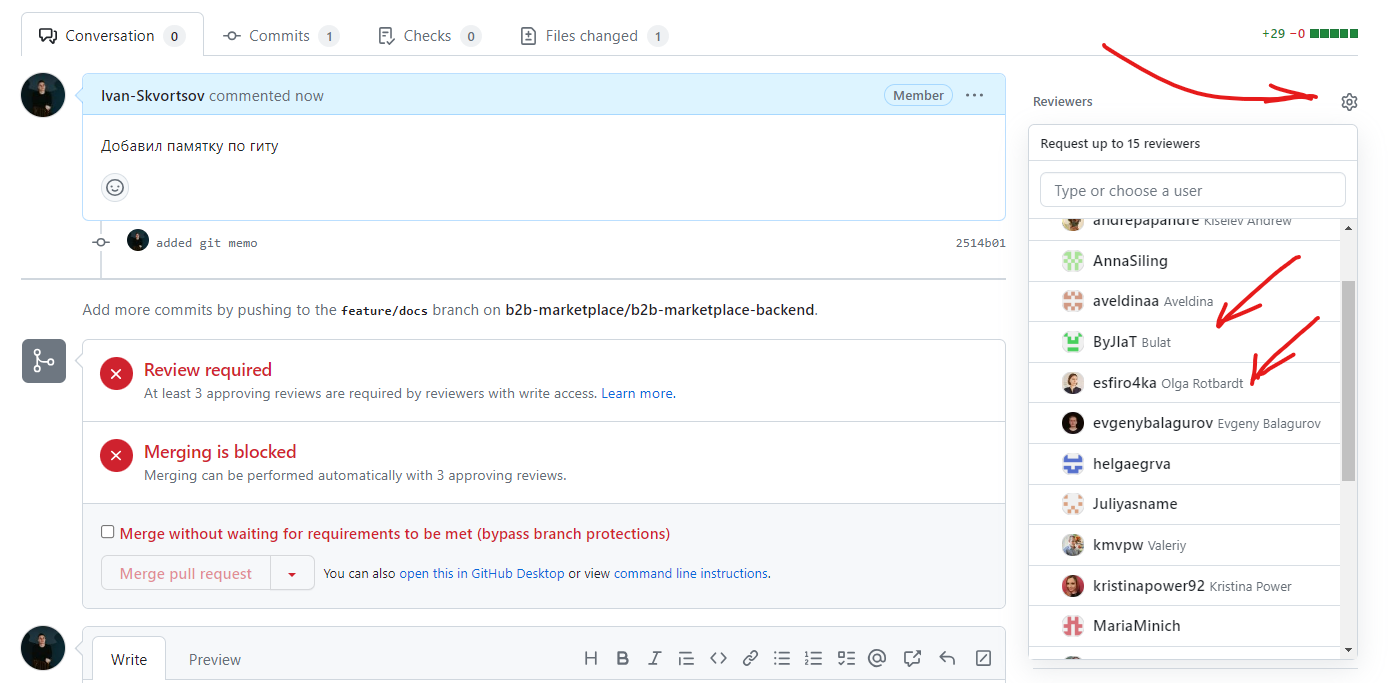 Conversation 0 Commits 1 Checks 0 Files changed 1 +29 −0
Ivan-Skvortsov commented now Member
Добавил памятку по гиту
added git memo 2514b01
Add more commits by pushing to the feature/docs branch on b2b-marketplace/b2b-marketplace-backend.
Review required
At least 3 approving reviews are required by reviewers with write access. Learn more.
Merging is blocked
Merging can be performed automatically with 3 approving reviews.
Merge without waiting for requirements to be met (bypass branch protections)
Merge pull request You can also open this in GitHub Desktop or view command line instructions.
Write Preview
Reviewers
Request up to 15 reviewers
Type or choose a user
andrepapandre Kiselev Andrew
AnnaSiling
aveldinaa Aveldina
ByJIaT Bulat
esfiro4ka Olga Rotbardt
evgenybalagurov Evgeny Balagurov
helgaegrva
Juliyasname
kmvpw Valeriy
kristinapower92 Kristina Power
MariaMinich